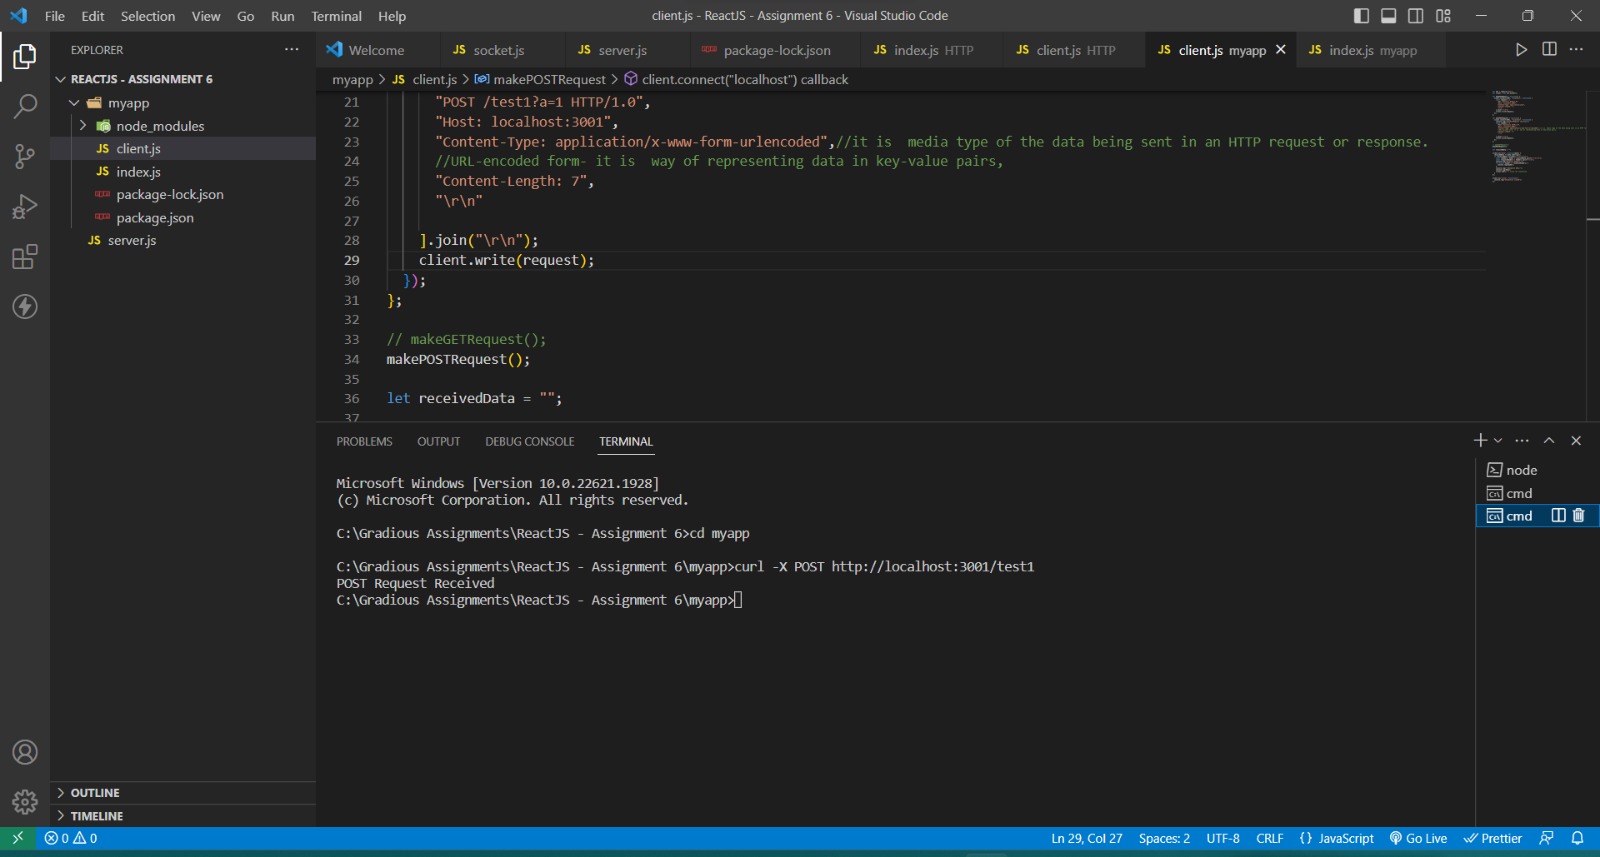 File Edit Selection View Go Run Terminal Help
client.js - ReactJS - Assignment 6 - Visual Studio Code
EXPLORER ···
REACTJS - ASSIGNMENT 6
myapp
node_modules
JS client.js
JS index.js
package-lock.json
package.json
JS server.js
OUTLINE
TIMELINE
Welcome JS socket.js JS server.js package-lock.json JS index.js HTTP JS client.js HTTP JS client.js myapp JS index.js myapp
myapp > JS client.js > makePOSTRequest > client.connect("localhost") callback
21 "POST /test1?a=1 HTTP/1.0",
22 "Host: localhost:3001",
23 "Content-Type: application/x-www-form-urlencoded",//it is  media type of the data being sent in an HTTP request or response.
24 //URL-encoded form- it is  way of representing data in key-value pairs,
25 "Content-Length: 7",
26 "\r\n"
27
28 ].join("\r\n");
29 client.write(request);
30 });
31 };
32
33 // makeGETRequest();
34 makePOSTRequest();
35
36 let receivedData = "";
37
PROBLEMS OUTPUT DEBUG CONSOLE TERMINAL
Microsoft Windows [Version 10.0.22621.1928]
(c) Microsoft Corporation. All rights reserved.
C:\Gradious Assignments\ReactJS - Assignment 6>cd myapp
C:\Gradious Assignments\ReactJS - Assignment 6\myapp>curl -X POST http://localhost:3001/test1
POST Request Received
C:\Gradious Assignments\ReactJS - Assignment 6\myapp>
node
cmd
cmd
0 0 Ln 29, Col 27 Spaces: 2 UTF-8 CRLF {} JavaScript Go Live Prettier